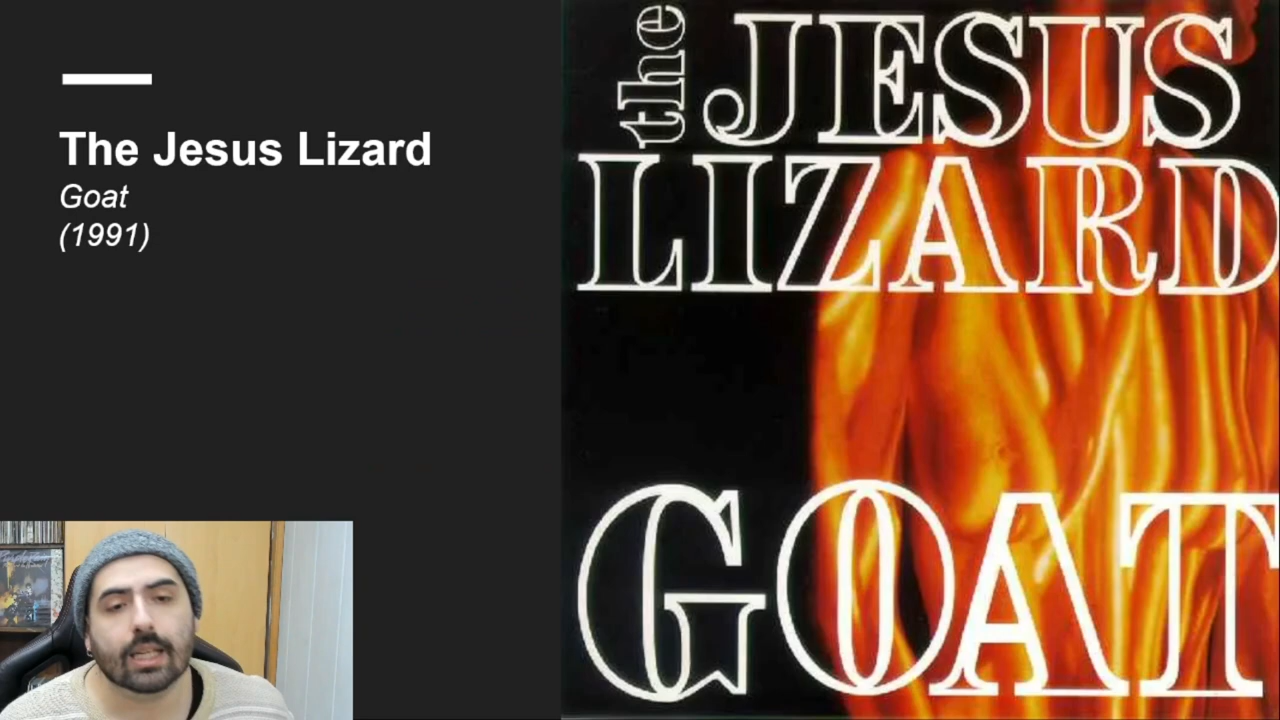 The Jesus Lizard
Goat
(1991)
the JESUS
LIZARD
GOAT